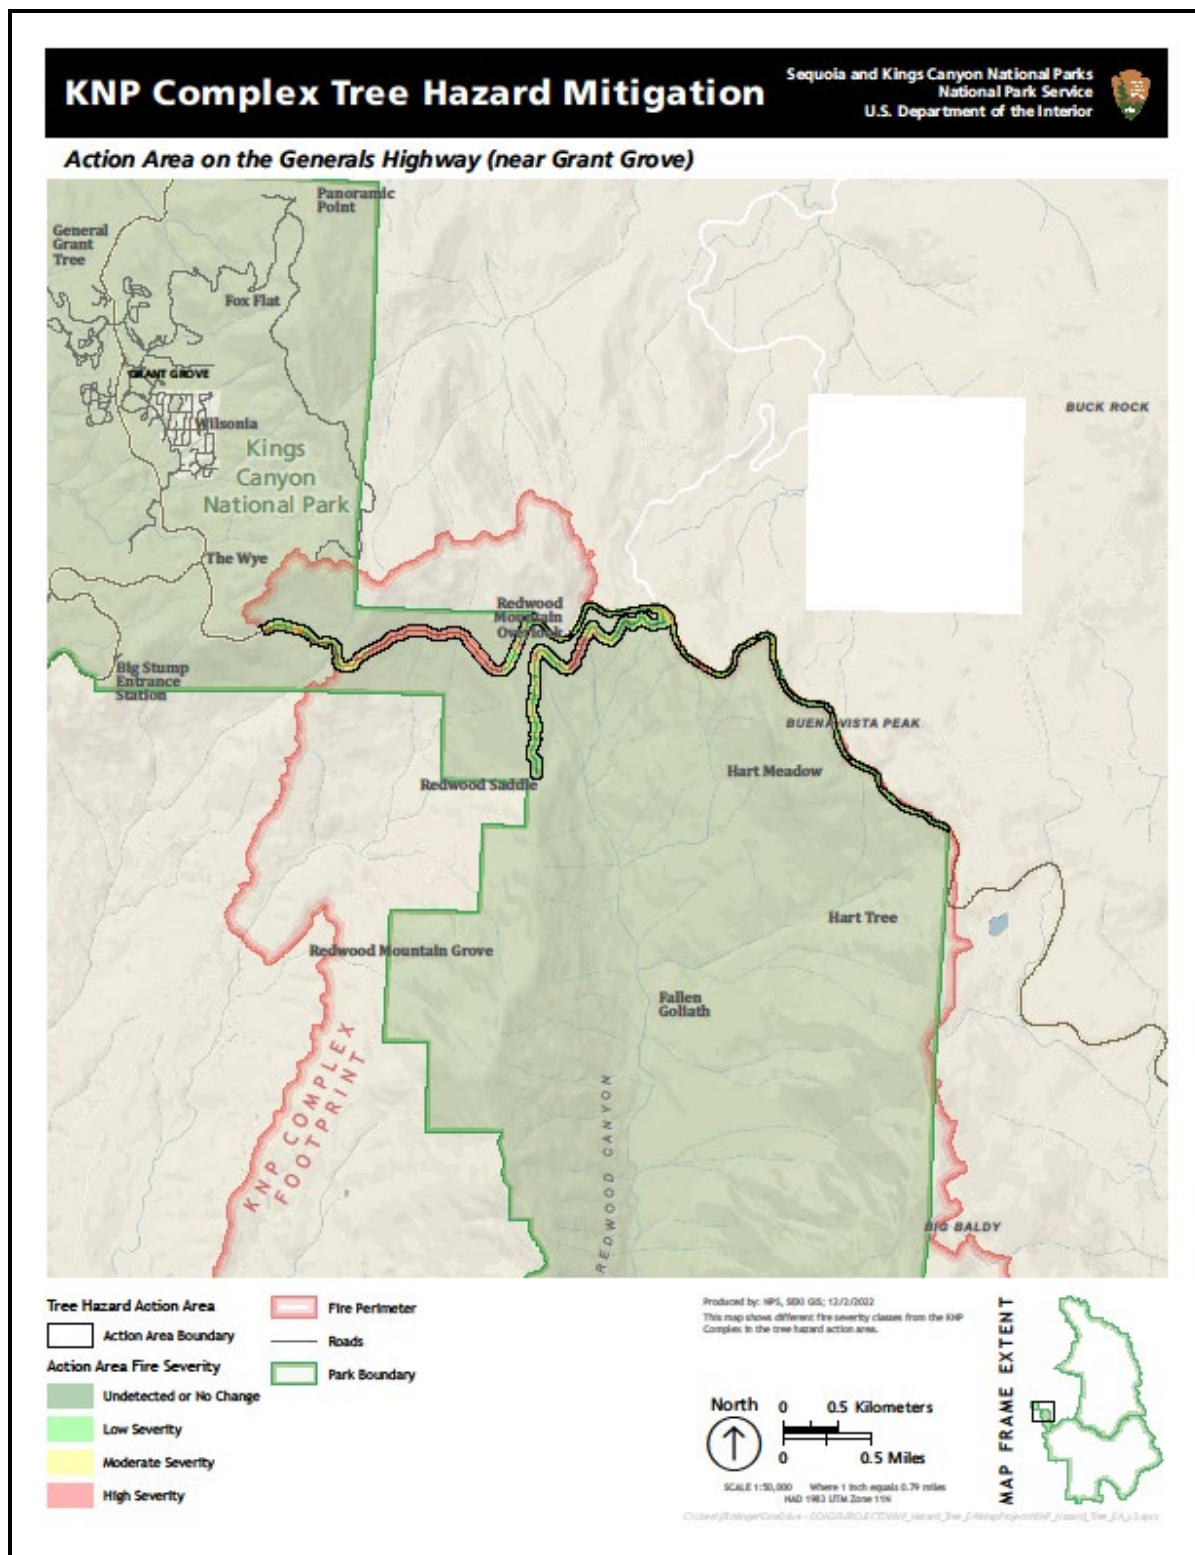 KNP Complex Tree Hazard Mitigation
Sequoia and Kings Canyon National Parks
National Park Service
U.S. Department of the Interior
Action Area on the Generals Highway (near Grant Grove)
Panoramic
Point
General
Grant
Tree
Fox Flat
GRANT GROVE
Wilsonia
Kings
Canyon
National Park
BUCK ROCK
The Wye
Redwood
Mountain
Overlook
Big Stump
Entrance
Station
BUENA VISTA PEAK
Hart Meadow
Redwood Saddle
Hart Tree
Redwood Mountain Grove
Fallen
Goliath
KNP COMPLEX
FOOTPRINT
REDWOOD CANYON
BIG BALDY
Tree Hazard Action Area
Action Area Boundary
Action Area Fire Severity
Undetected or No Change
Low Severity
Moderate Severity
High Severity
Fire Perimeter
Roads
Park Boundary
Produced by: NPS, SEKI GIS; 12/2/2022
This map shows different fire severity classes from the KNP
Complex in the tree hazard action area.
North
0 0.5 Kilometers
0 0.5 Miles
SCALE 1:50,000 Where 1 inch equals 0.79 miles
NAD 1983 UTM Zone 11N
MAP FRAME EXTENT